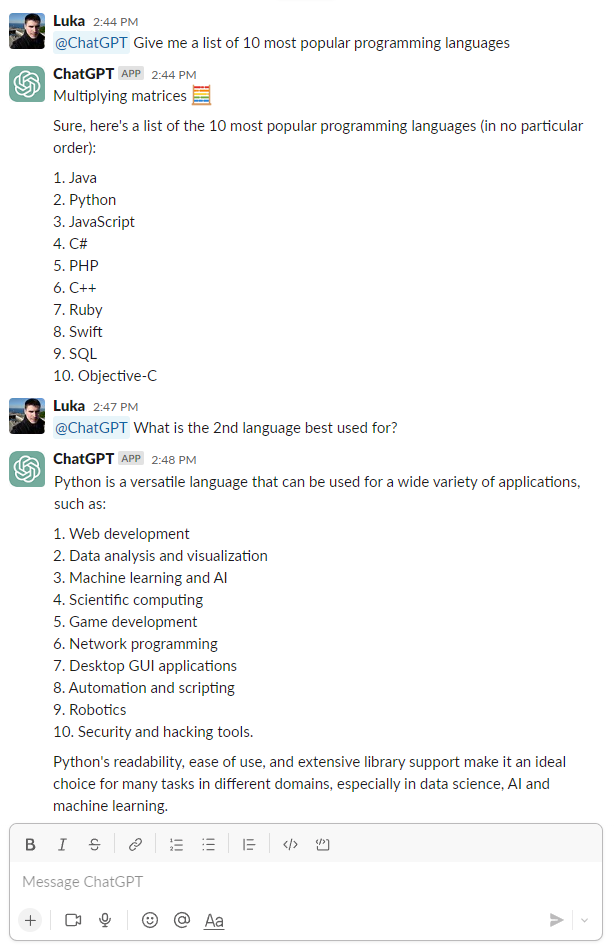 Luka 2:44 PM
@ChatGPT Give me a list of 10 most popular programming languages
ChatGPT APP 2:44 PM
Multiplying matrices 🧮
Sure, here's a list of the 10 most popular programming languages (in no particular
order):
1. Java
2. Python
3. JavaScript
4. C#
5. PHP
6. C++
7. Ruby
8. Swift
9. SQL
10. Objective-C
Luka 2:47 PM
@ChatGPT What is the 2nd language best used for?
ChatGPT APP 2:48 PM
Python is a versatile language that can be used for a wide variety of applications,
such as:
1. Web development
2. Data analysis and visualization
3. Machine learning and AI
4. Scientific computing
5. Game development
6. Network programming
7. Desktop GUI applications
8. Automation and scripting
9. Robotics
10. Security and hacking tools.
Python's readability, ease of use, and extensive library support make it an ideal
choice for many tasks in different domains, especially in data science, AI and
machine learning.
B I S
Message ChatGPT
Aa